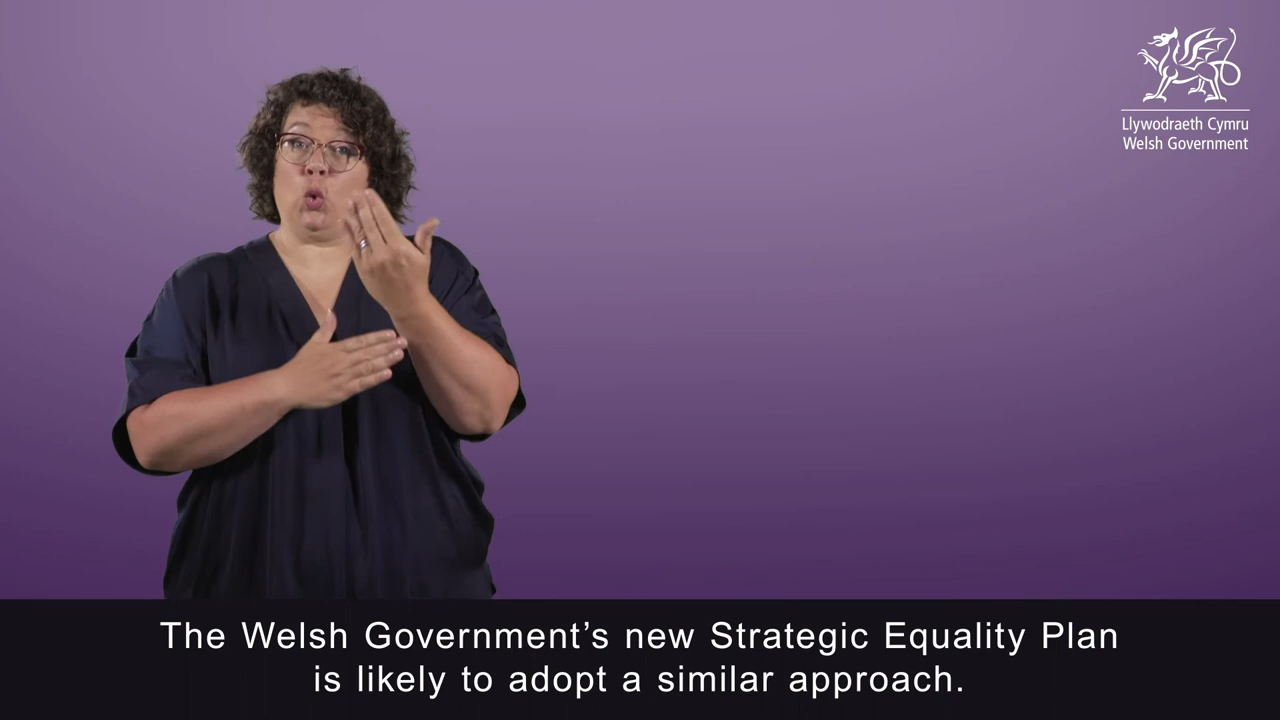 Llywodraeth Cymru
Welsh Government
The Welsh Government’s new Strategic Equality Plan
is likely to adopt a similar approach.